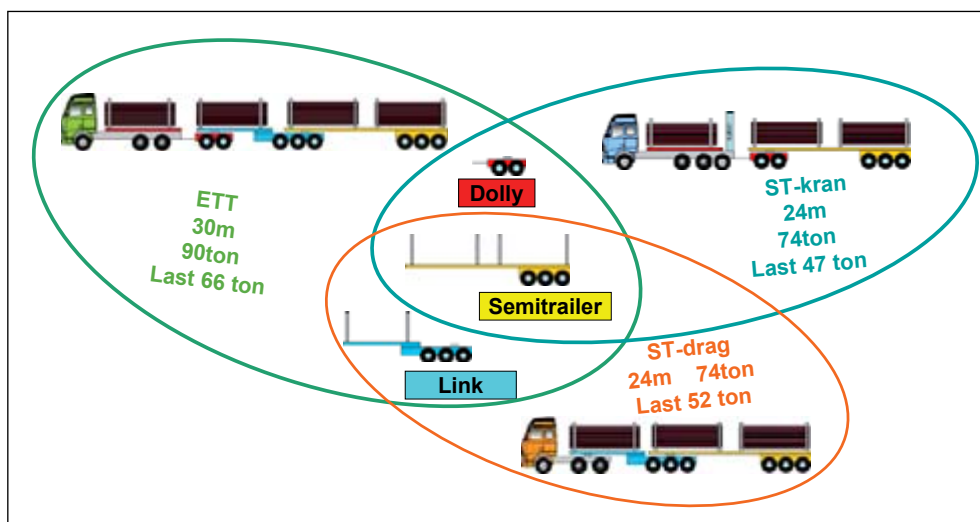 ETT
30m
90ton
Last 66 ton
Dolly
ST-kran
24m
74ton
Last 47 ton
Semitrailer
Link
ST-drag
24m 74ton
Last 52 ton